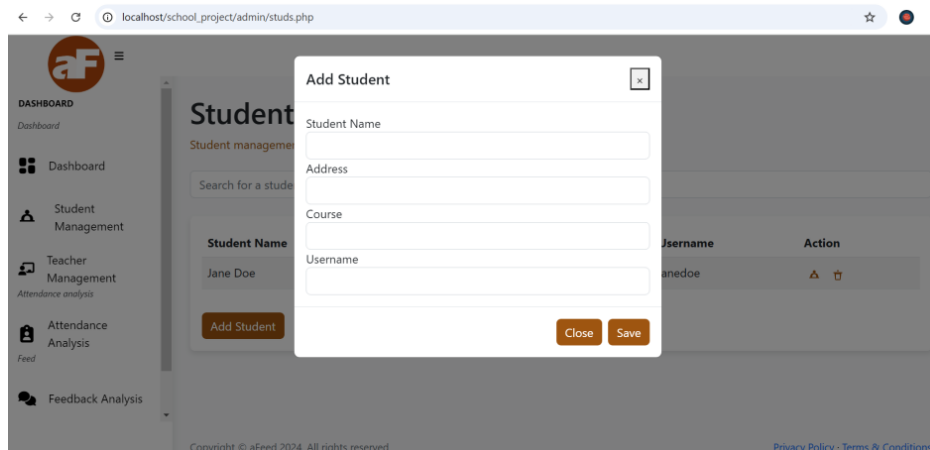 localhost/school_project/admin/studs.php
aF
DASHBOARD
Dashboard
Dashboard
Student
Management
Teacher
Management
Attendance analysis
Attendance
Analysis
Feed
Feedback Analysis
Student
Student managemen
Search for a stude
Student Name
Username
Action
Jane Doe
anedoe
Add Student
Add Student
×
Student Name
Address
Course
Username
Close
Save
Copyright © aFeed 2024. All rights reserved
Privacy Policy · Terms & Conditions